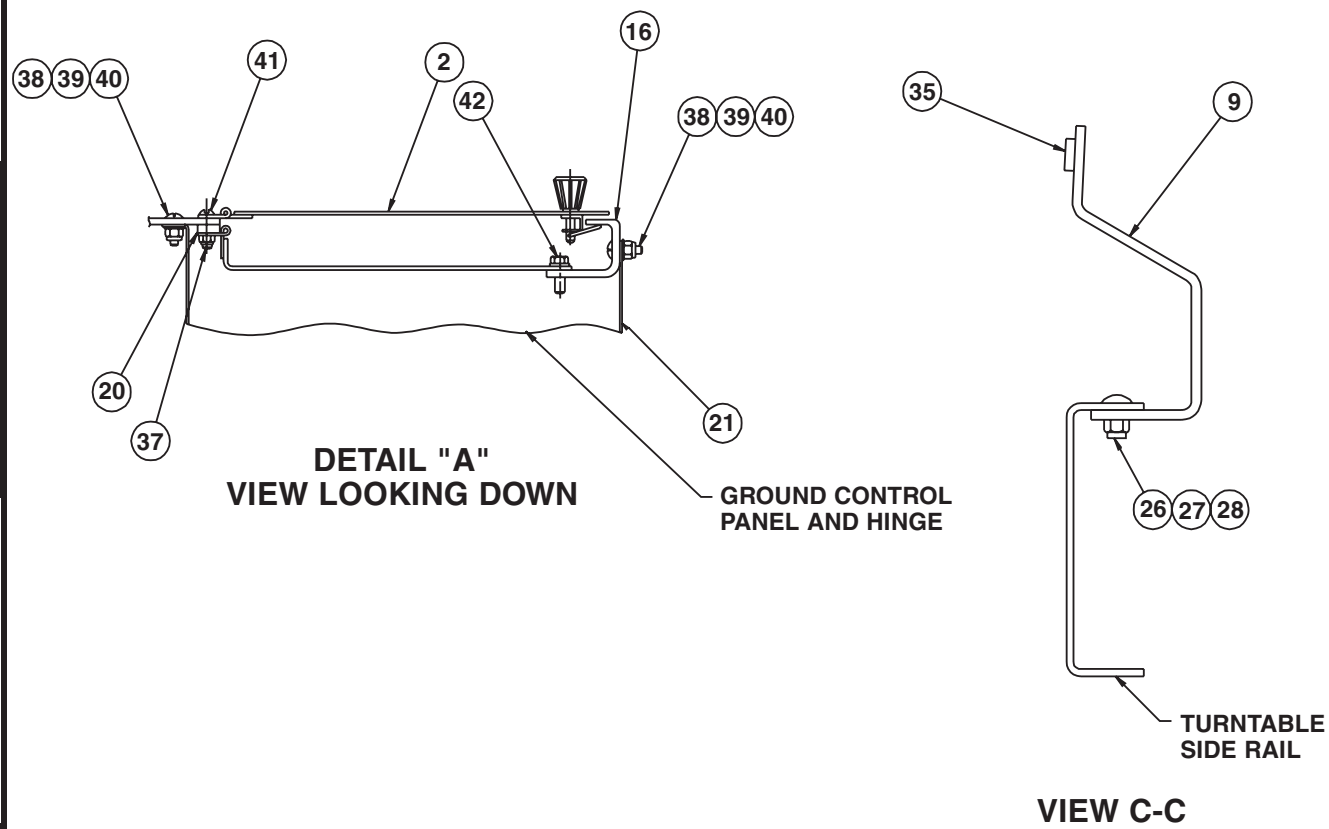 38 39 40
41
2
42
16
38 39 40
20
37
21
DETAIL "A"
VIEW LOOKING DOWN
GROUND CONTROL
PANEL AND HINGE
35
9
26 27 28
TURNTABLE
SIDE RAIL
VIEW C-C